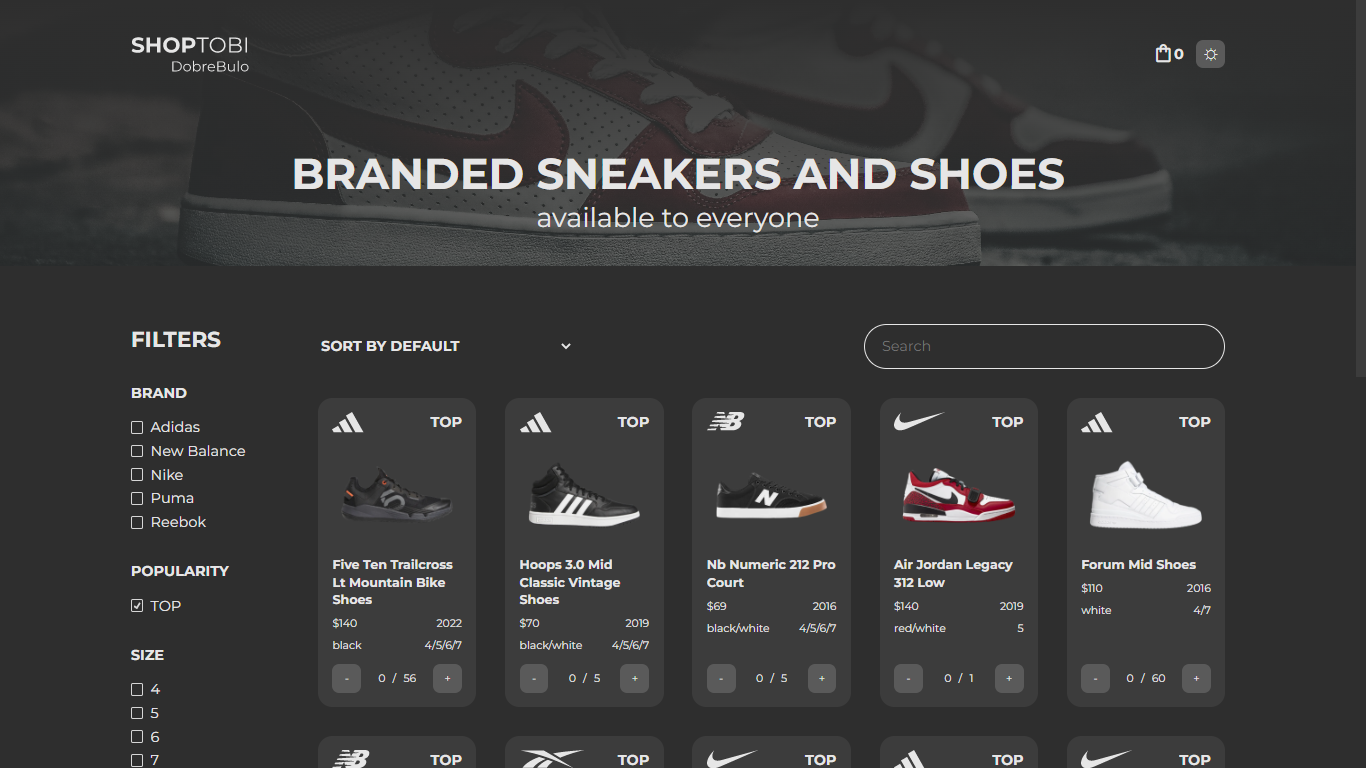 SHOPTOBI
DobreBulo
0
BRANDED SNEAKERS AND SHOES
available to everyone
FILTERS
BRAND
Adidas
New Balance
Nike
Puma
Reebok
POPULARITY
TOP
SIZE
4
5
6
7
SORT BY DEFAULT
Search
TOP
Five Ten Trailcross
Lt Mountain Bike
Shoes
$140 2022
black 4/5/6/7
- 0 / 56 +
TOP
Hoops 3.0 Mid
Classic Vintage
Shoes
$70 2019
black/white 4/5/6/7
- 0 / 5 +
TOP
N
Nb Numeric 212 Pro
Court
$69 2016
black/white 4/5/6/7
- 0 / 5 +
TOP
Air Jordan Legacy
312 Low
$140 2019
red/white 5
- 0 / 1 +
TOP
Forum Mid Shoes
$110 2016
white 4/7
- 0 / 60 +
TOP
TOP
TOP
TOP
TOP